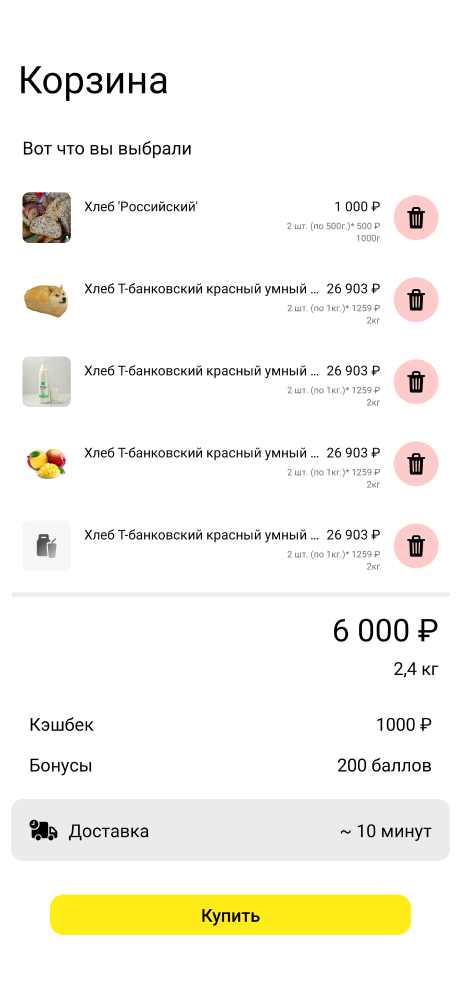 Корзина
Вот что вы выбрали
Хлеб 'Российский' 1 000 ₽
2 шт. (по 500г.)* 500 ₽
1000г
Хлеб Т-банковский красный умный ... 26 903 ₽
2 шт. (по 1кг.)* 1259 ₽
2кг
Хлеб Т-банковский красный умный ... 26 903 ₽
2 шт. (по 1кг.)* 1259 ₽
2кг
Хлеб Т-банковский красный умный ... 26 903 ₽
2 шт. (по 1кг.)* 1259 ₽
2кг
Хлеб Т-банковский красный умный ... 26 903 ₽
2 шт. (по 1кг.)* 1259 ₽
2кг
6 000 ₽
2,4 кг
Кэшбек 1000 ₽
Бонусы 200 баллов
Доставка ~ 10 минут
Купить